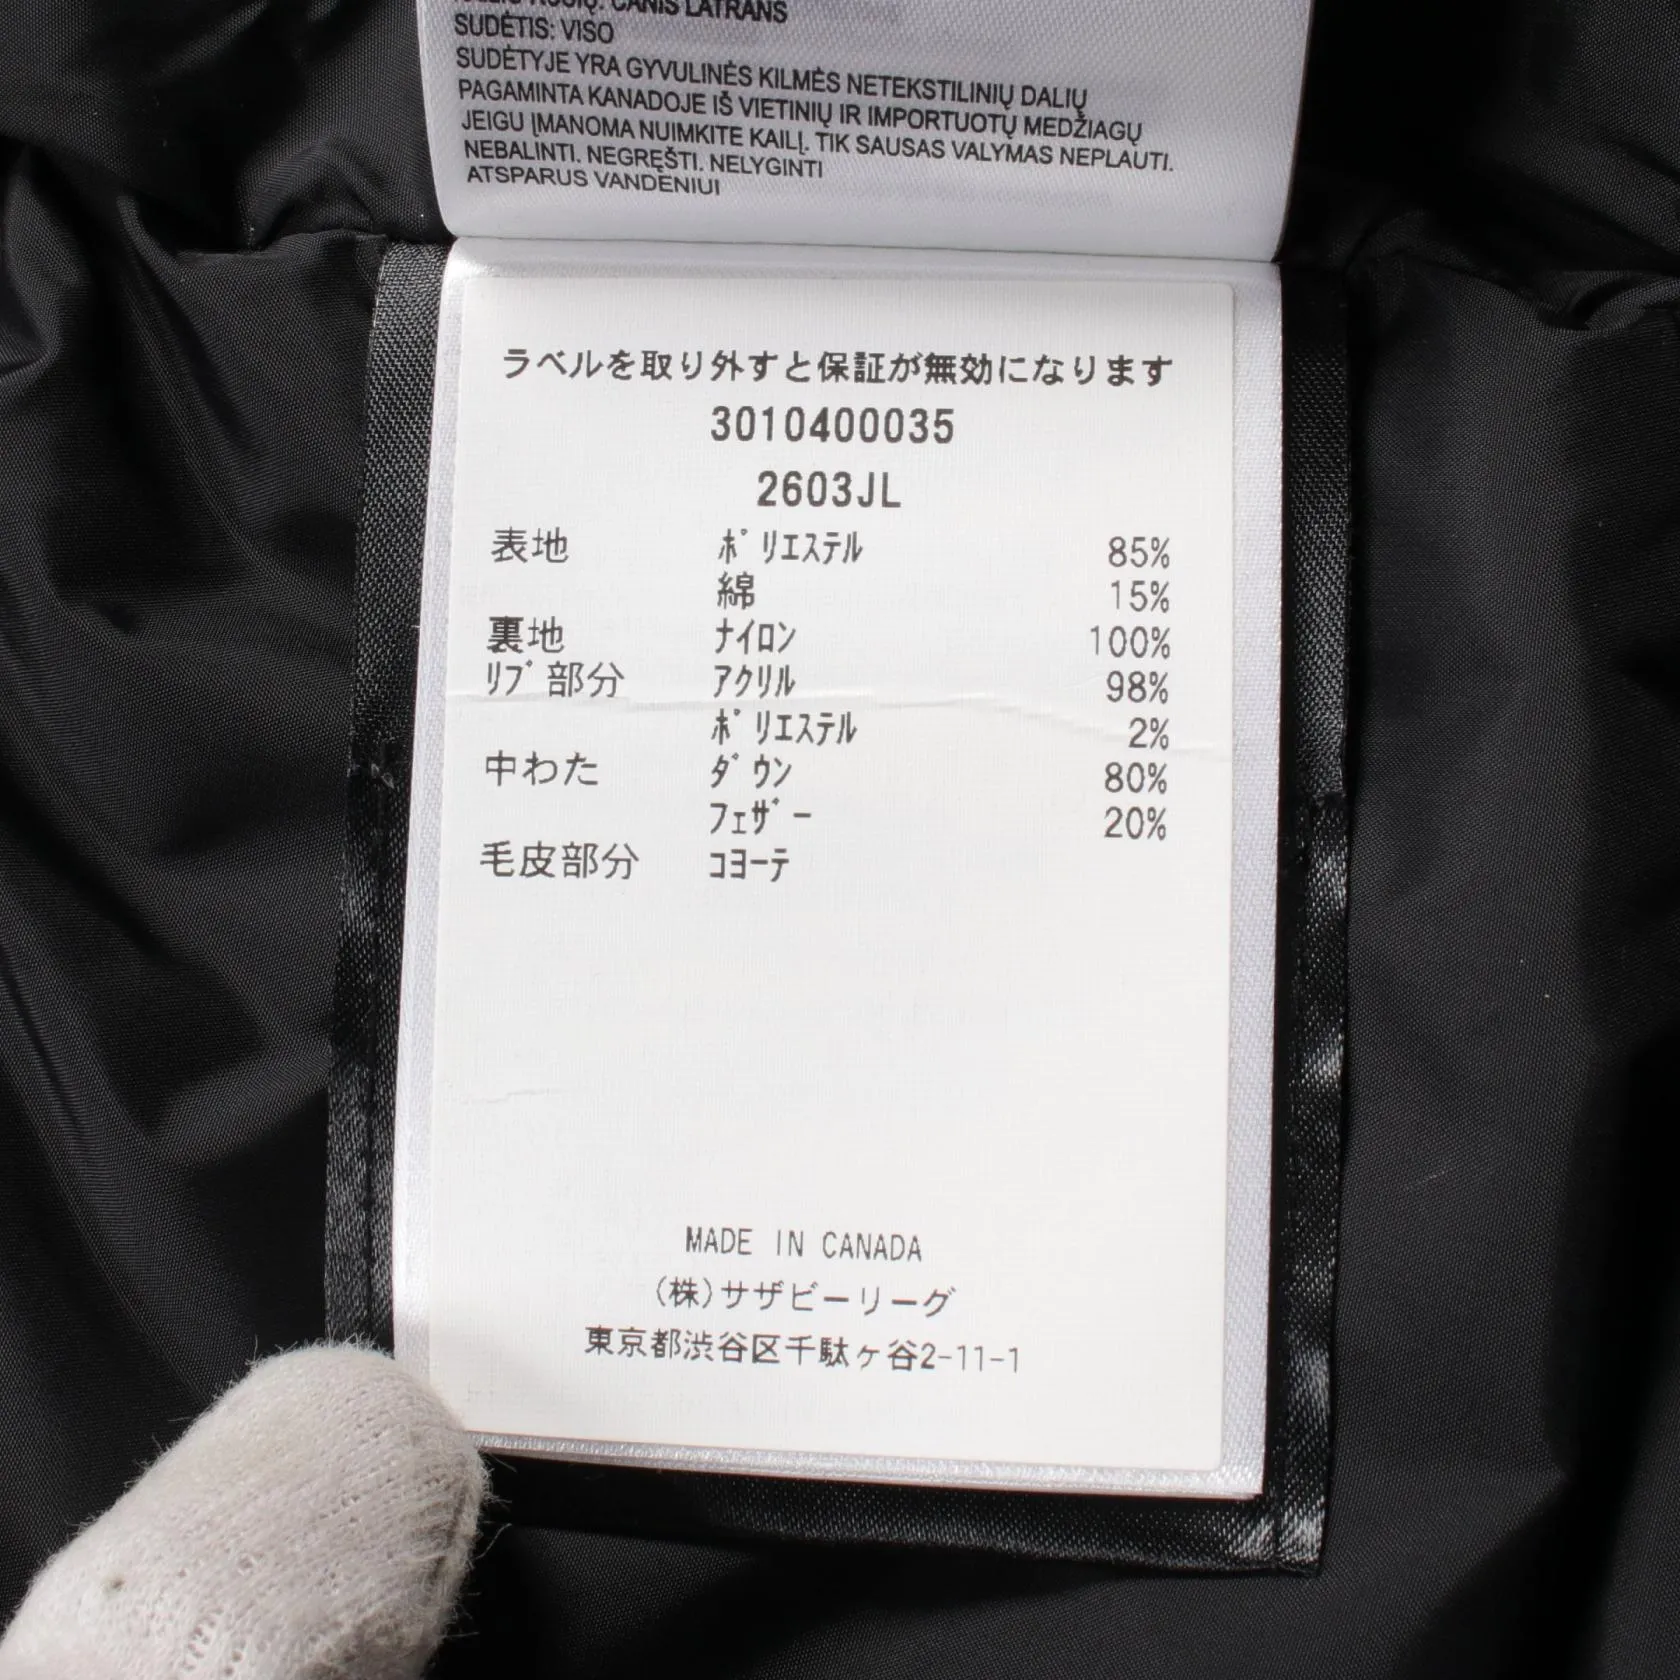 CANIS LATRANS
SUDĖTIS: VISO
SUDĖTYJE YRA GYVULINĖS KILMĖS NETEKSTILINIŲ DALIŲ
PAGAMINTA KANADOJE IŠ VIETINIŲ IR IMPORTUOTŲ MEDŽIAGŲ
JEIGU ĮMANOMA NUIMKITE KAILĮ. TIK SAUSAS VALYMAS NEPLAUTI.
NEBALINTI. NEGRĘŠTI. NELYGINTI
ATSPARUS VANDENIUI
ラベルを取り外すと保証が無効になります
3010400035
2603JL
表地 ﾎﾟﾘｴｽﾃﾙ 85%
綿 15%
裏地 ﾅｲﾛﾝ 100%
ﾘﾌﾞ部分 ｱｸﾘﾙ 98%
ﾎﾟﾘｴｽﾃﾙ 2%
中わた ﾀﾞｳﾝ 80%
ﾌｪｻﾞｰ 20%
毛皮部分 ｺﾖｰﾃ
MADE IN CANADA
(株)サザビーリーグ
東京都渋谷区千駄ヶ谷2-11-1